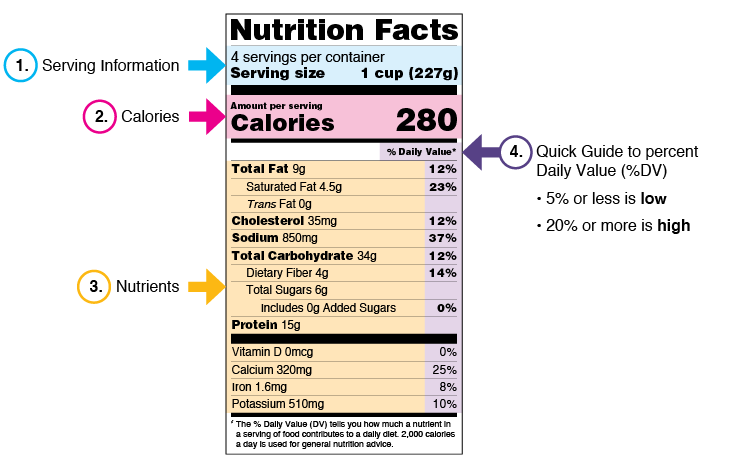 Nutrition Facts
4 servings per container
Serving size 1 cup (227g)
1. Serving Information
Amount per serving
Calories 280
2. Calories
% Daily Value*
4. Quick Guide to percent
Daily Value (%DV)
• 5% or less is low
• 20% or more is high
Total Fat 9g 12%
Saturated Fat 4.5g 23%
Trans Fat 0g
Cholesterol 35mg 12%
Sodium 850mg 37%
Total Carbohydrate 34g 12%
Dietary Fiber 4g 14%
Total Sugars 6g
Includes 0g Added Sugars 0%
Protein 15g
3. Nutrients
Vitamin D 0mcg 0%
Calcium 320mg 25%
Iron 1.6mg 8%
Potassium 510mg 10%
* The % Daily Value (DV) tells you how much a nutrient in
a serving of food contributes to a daily diet. 2,000 calories
a day is used for general nutrition advice.